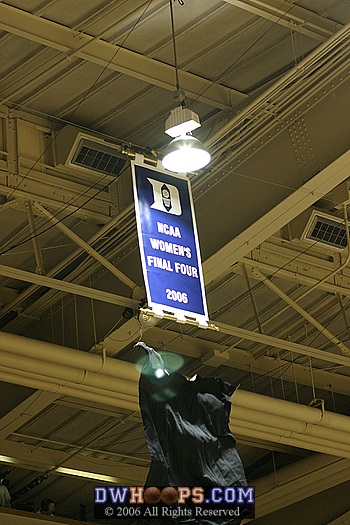 D
NCAA
WOMEN'S
FINAL FOUR
2006
DWHOOPS.COM
© 2006 All Rights Reserved